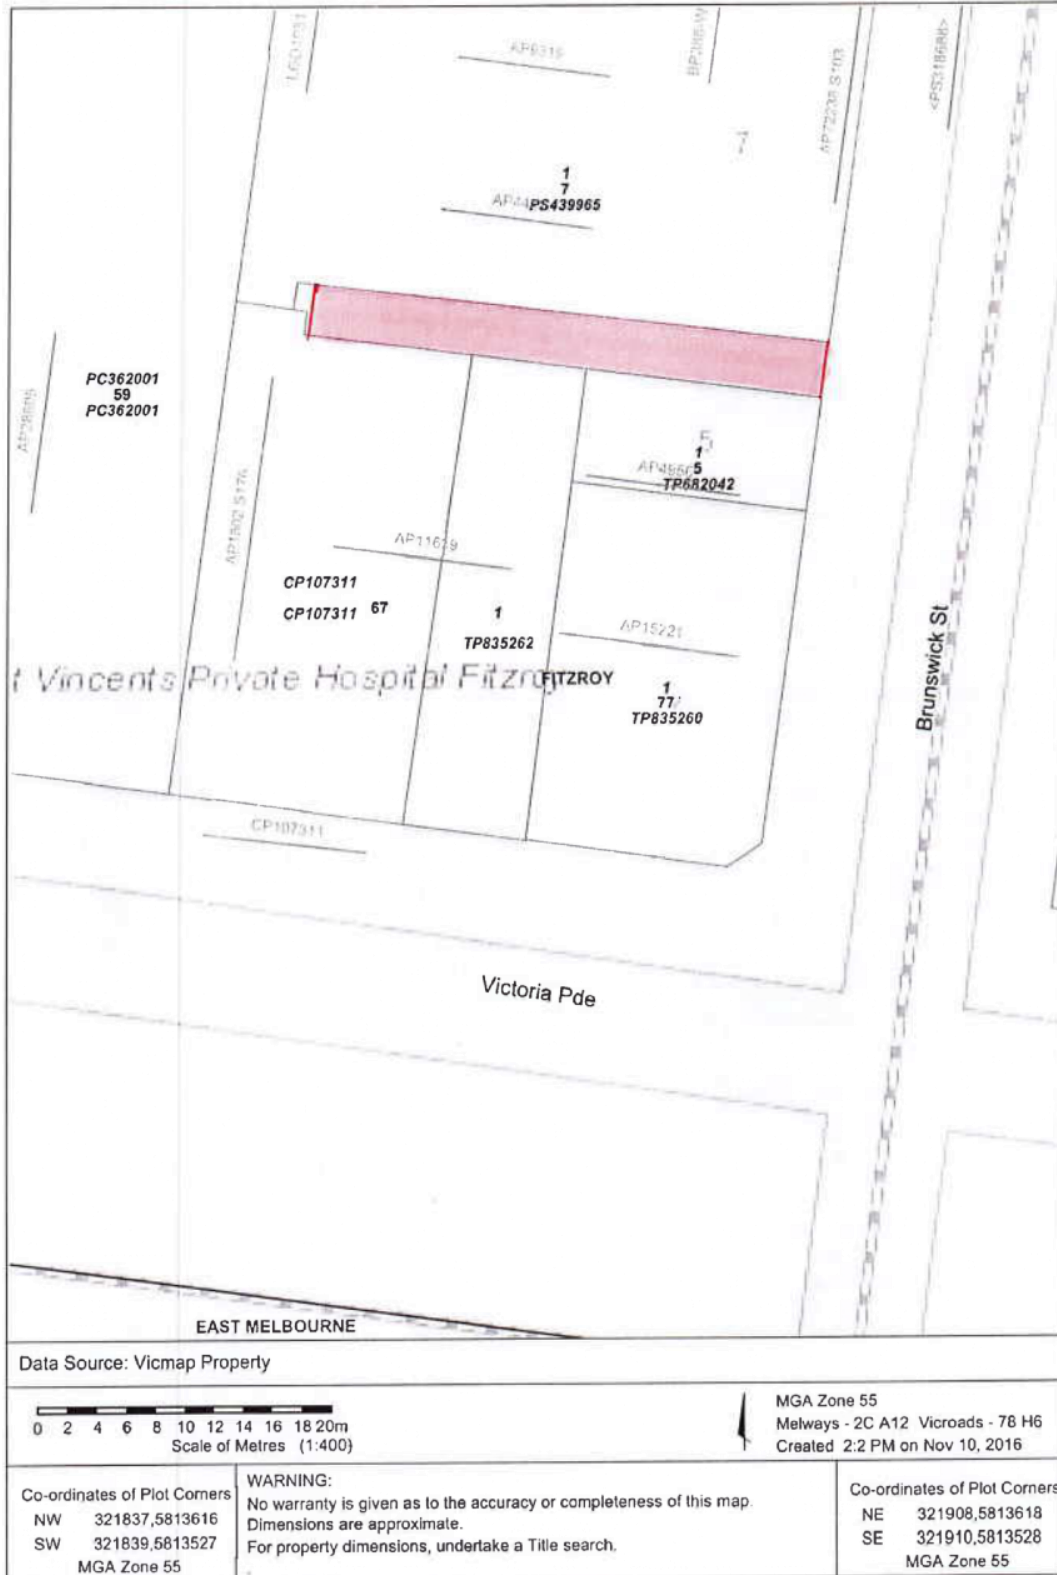 AP9319
1
7
PS439965
PC362001
59
PC362001
1
5
TP682042
CP107311
CP107311 67
1
TP835262
t Vincents Private Hospital Fitzroy
FITZROY
AP15221
1
77
TP835260
Brunswick St
CP107311
Victoria Pde
EAST MELBOURNE
Data Source: Vicmap Property
0 2 4 6 8 10 12 14 16 18 20m
Scale of Metres (1:400)
MGA Zone 55
Melways - 2C A12 Vicroads - 78 H6
Created 2:2 PM on Nov 10, 2016
Co-ordinates of Plot Corners
NW 321837,5813616
SW 321839,5813527
MGA Zone 55
WARNING:
No warranty is given as to the accuracy or completeness of this map.
Dimensions are approximate.
For property dimensions, undertake a Title search.
Co-ordinates of Plot Corners
NE 321908,5813618
SE 321910,5813528
MGA Zone 55